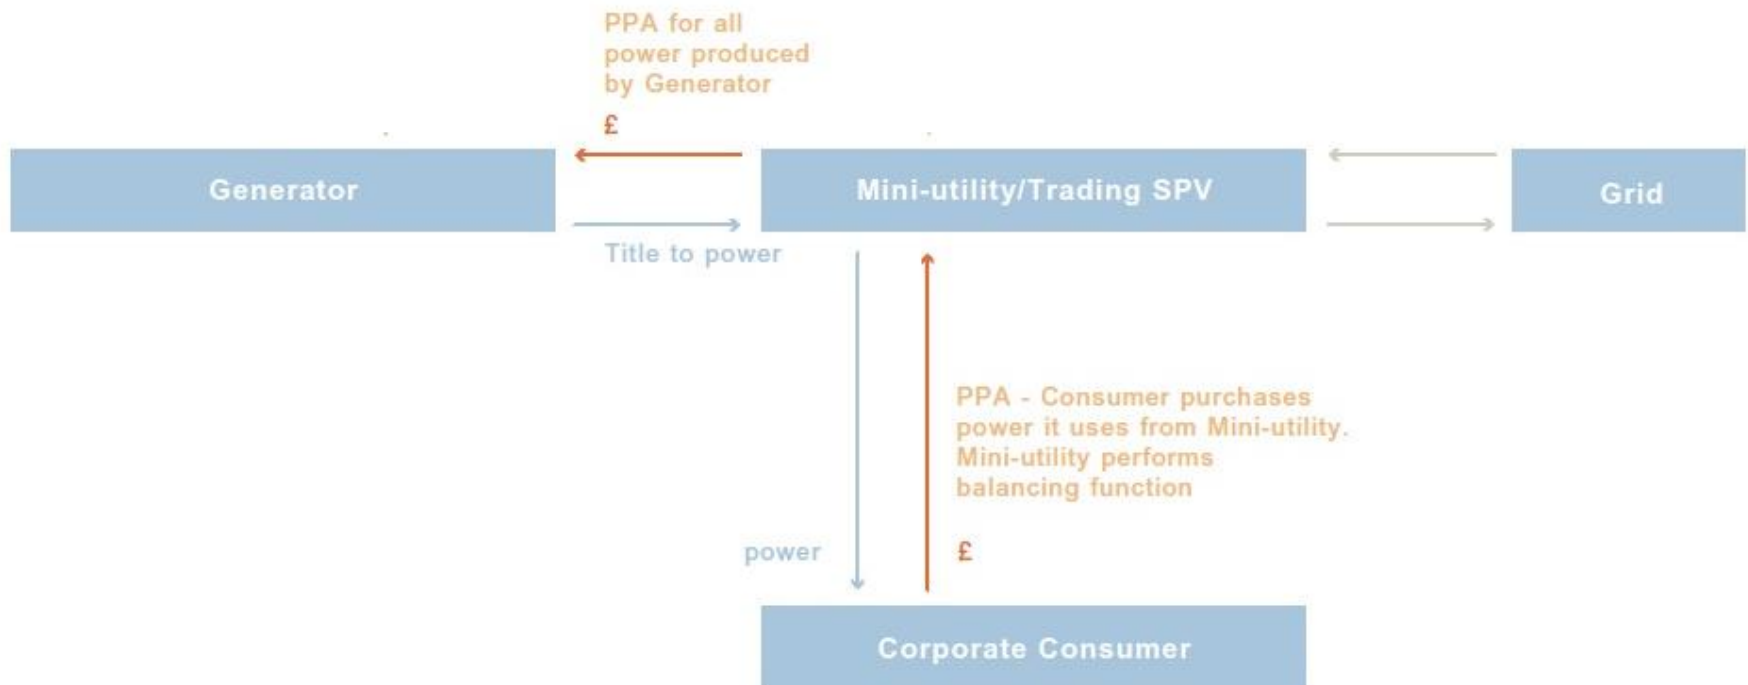 PPA for all
power produced
by Generator
£
Generator
Mini-utility/Trading SPV
Grid
Title to power
PPA - Consumer purchases
power it uses from Mini-utility.
Mini-utility performs
balancing function
power
£
Corporate Consumer